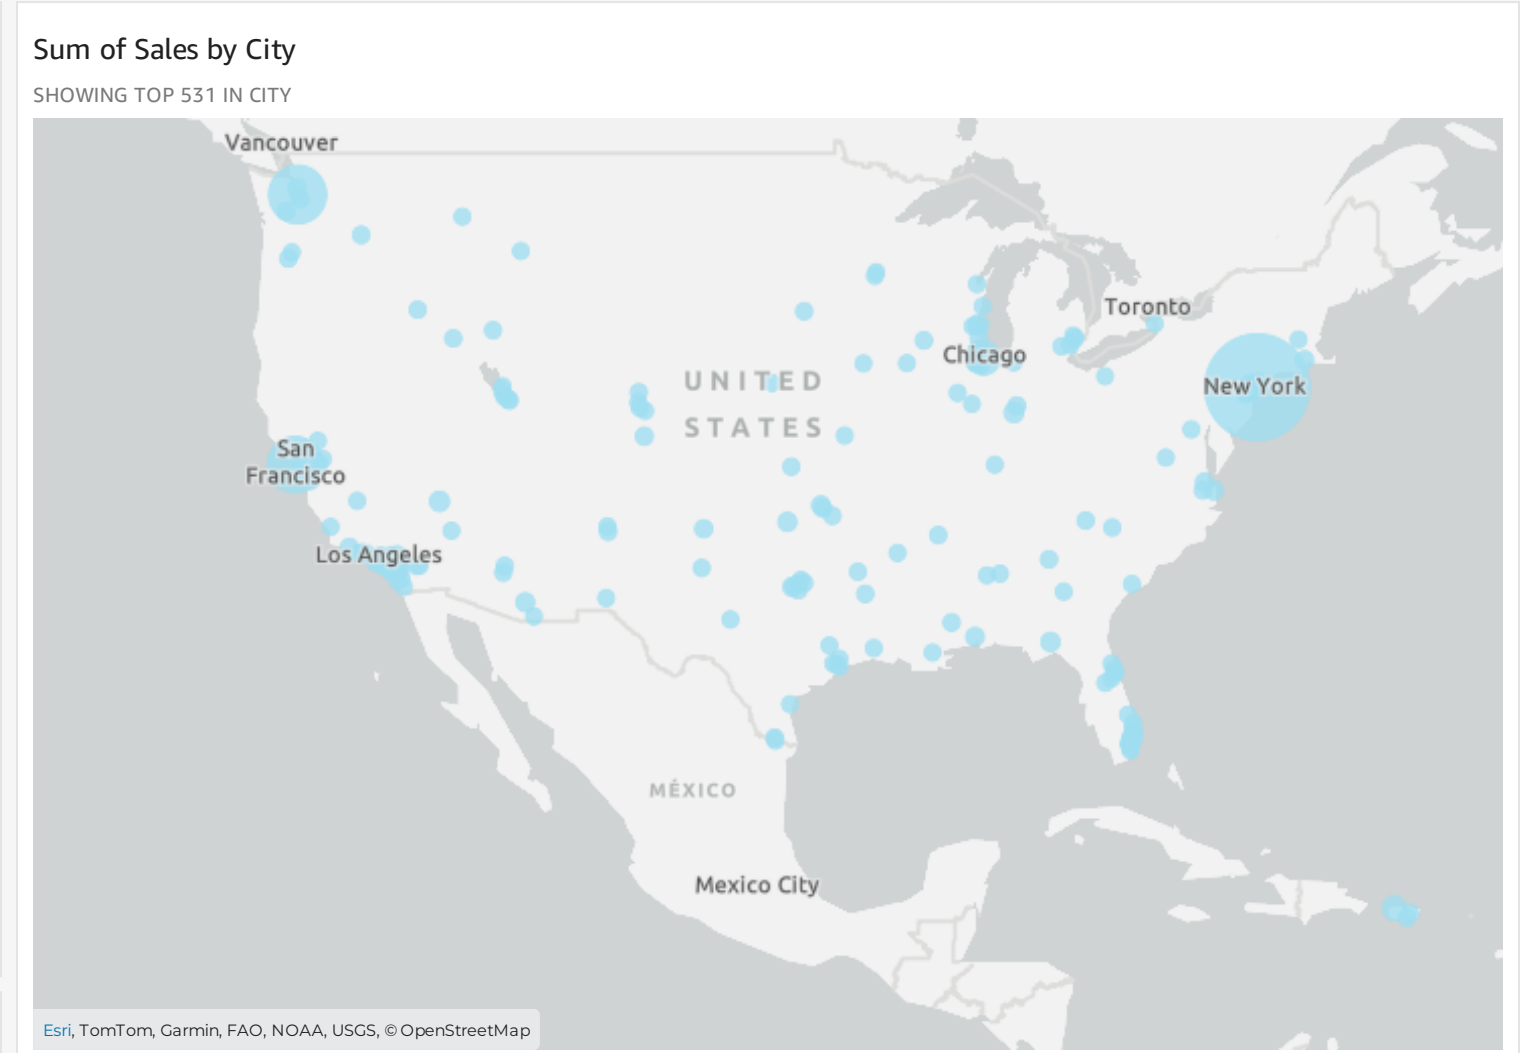 Sum of Sales by City
SHOWING TOP 531 IN CITY
Vancouver
Toronto
Chicago
UNITED
STATES
New York
San
Francisco
Los Angeles
MÉXICO
Mexico City
Esri, TomTom, Garmin, FAO, NOAA, USGS, © OpenStreetMap